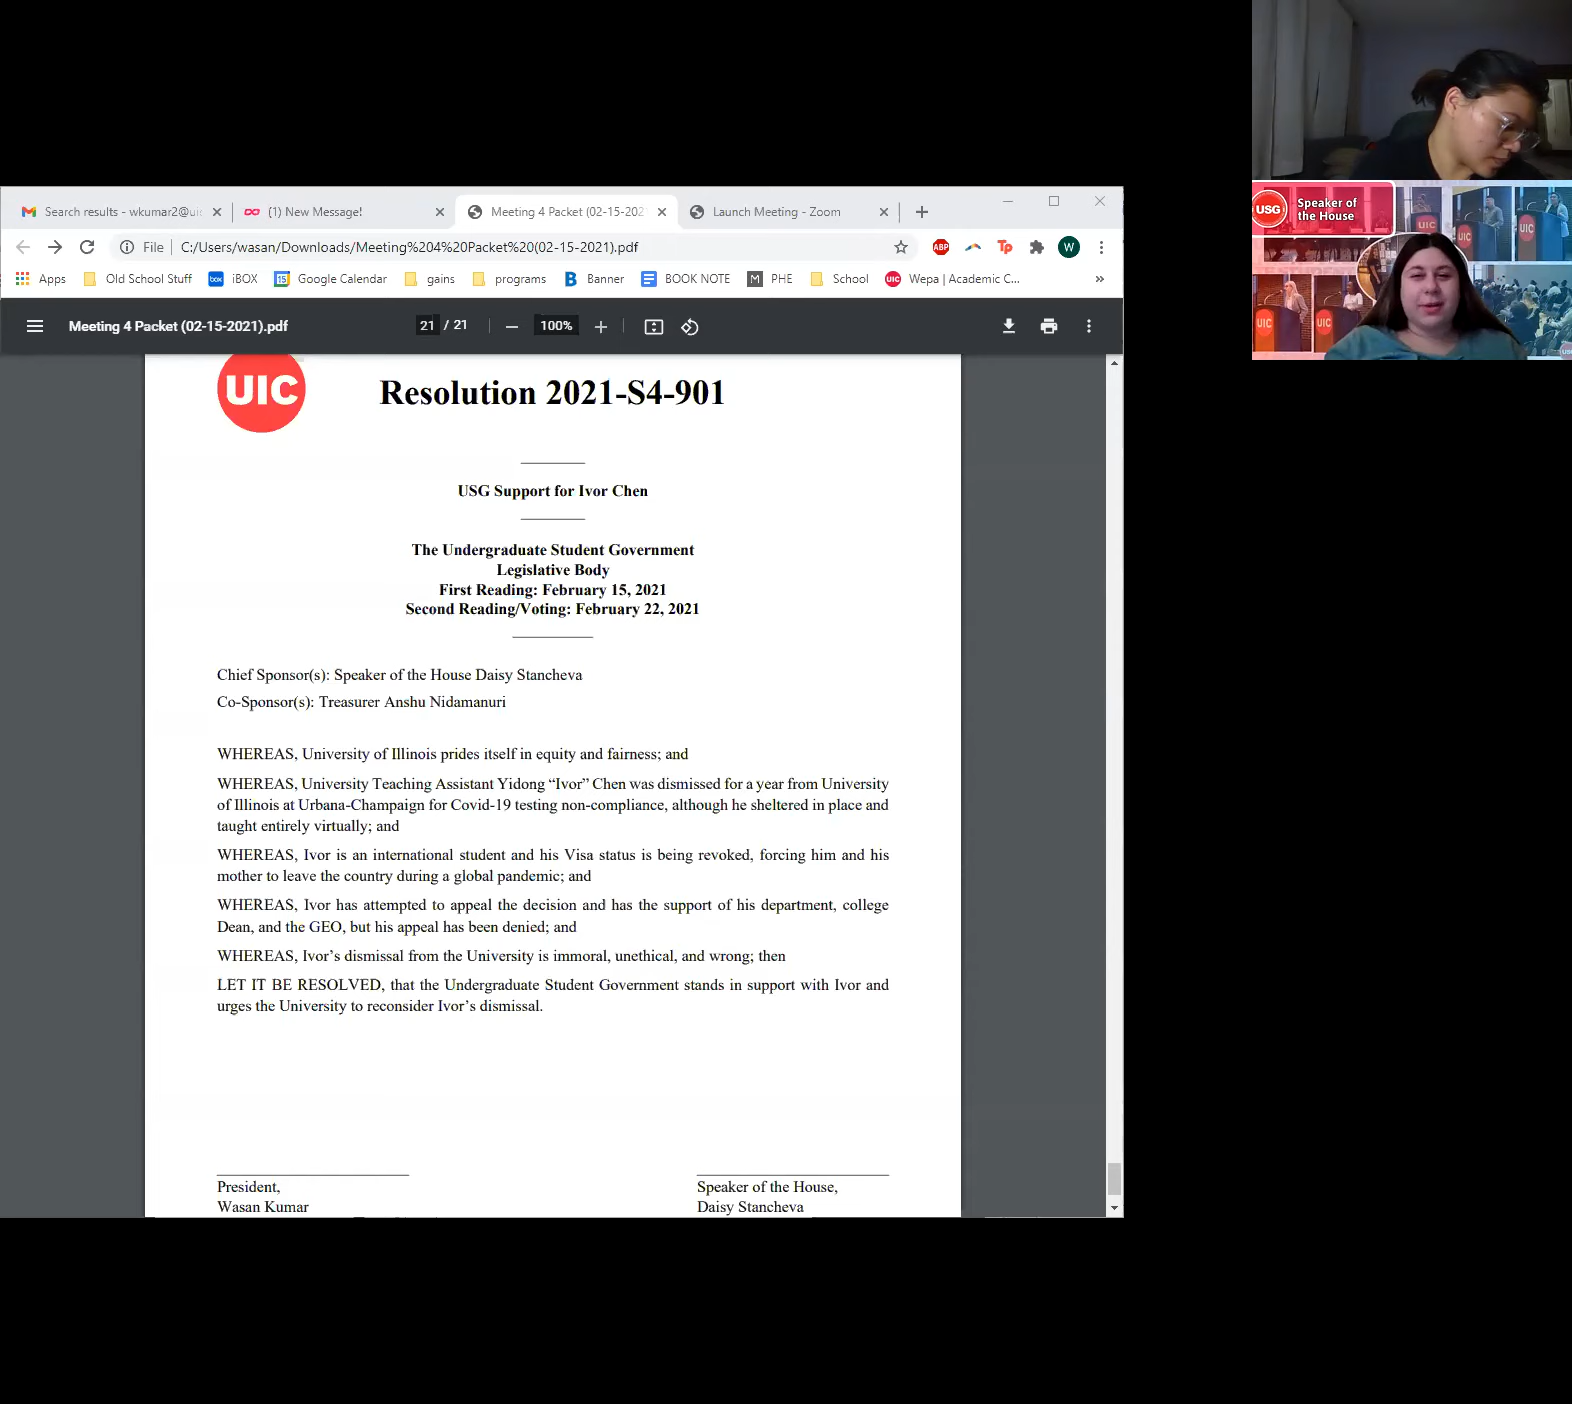 Search results - wkumar2@uic
(1) New Message!
Meeting 4 Packet (02-15-202
Launch Meeting - Zoom
File
C:/Users/wasan/Downloads/Meeting%204%20Packet%20(02-15-2021).pdf
ABP
Tp
W
Apps
Old School Stuff
box
iBOX
15
Google Calendar
gains
programs
B
Banner
BOOK NOTE
M
PHE
School
UIC
Wepa | Academic C...
»
Meeting 4 Packet (02-15-2021).pdf
21 / 21
100%
UIC
Resolution 2021-S4-901
USG Support for Ivor Chen
The Undergraduate Student Government
Legislative Body
First Reading: February 15, 2021
Second Reading/Voting: February 22, 2021
Chief Sponsor(s): Speaker of the House Daisy Stancheva
Co-Sponsor(s): Treasurer Anshu Nidamanuri
WHEREAS, University of Illinois prides itself in equity and fairness; and
WHEREAS, University Teaching Assistant Yidong “Ivor” Chen was dismissed for a year from University
of Illinois at Urbana-Champaign for Covid-19 testing non-compliance, although he sheltered in place and
taught entirely virtually; and
WHEREAS, Ivor is an international student and his Visa status is being revoked, forcing him and his
mother to leave the country during a global pandemic; and
WHEREAS, Ivor has attempted to appeal the decision and has the support of his department, college
Dean, and the GEO, but his appeal has been denied; and
WHEREAS, Ivor’s dismissal from the University is immoral, unethical, and wrong; then
LET IT BE RESOLVED, that the Undergraduate Student Government stands in support with Ivor and
urges the University to reconsider Ivor’s dismissal.
President,
Wasan Kumar
Speaker of the House,
Daisy Stancheva
USG
Speaker of
the House
UIC
UIC
UIC
UIC
UIC